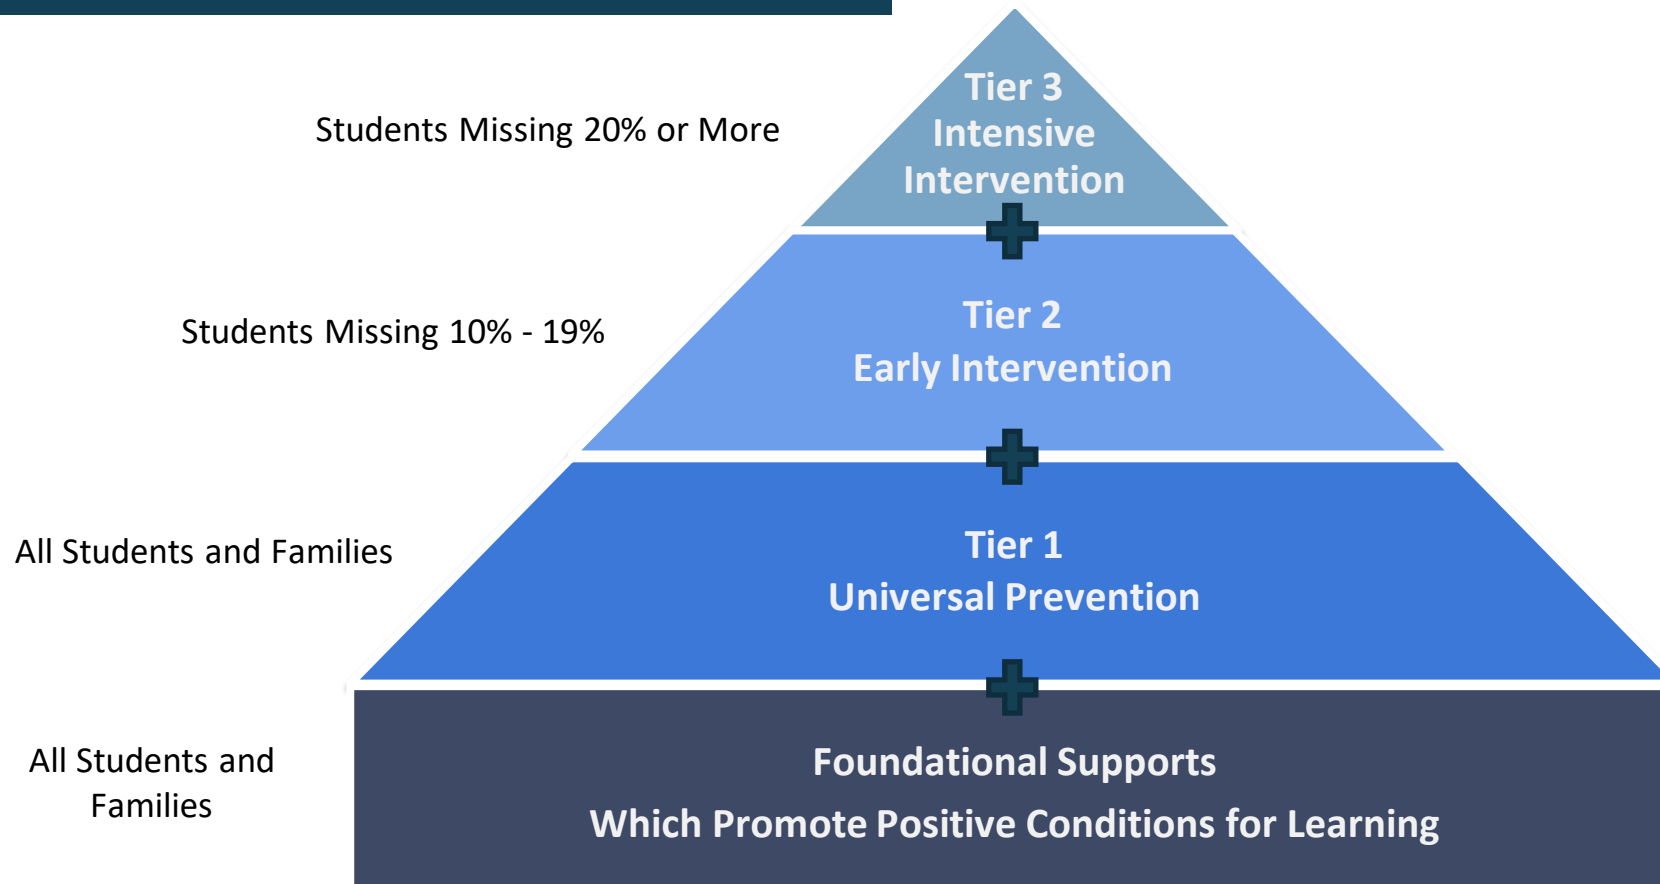 Tier 3
Intensive
Intervention
Students Missing 20% or More
Tier 2
Early Intervention
Students Missing 10% - 19%
Tier 1
Universal Prevention
All Students and Families
Foundational Supports
Which Promote Positive Conditions for Learning
All Students and
Families